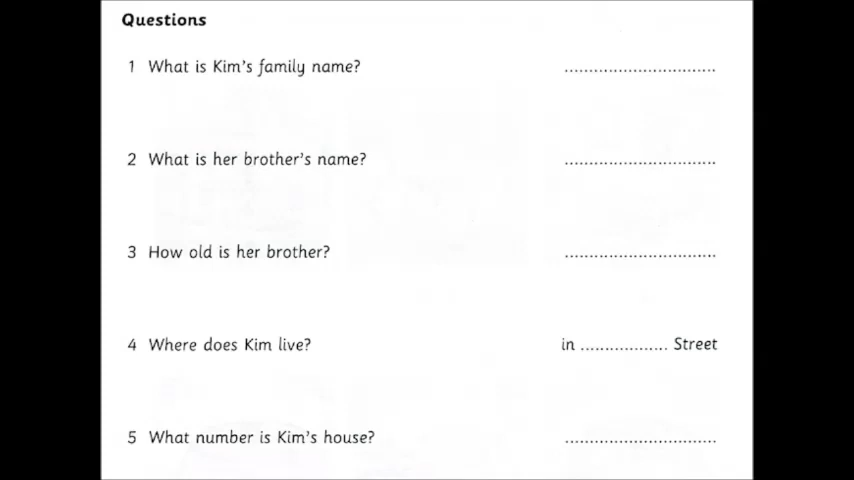 Questions
1 What is Kim's family name? ..............................
2 What is her brother's name? ..............................
3 How old is her brother? ..............................
4 Where does Kim live? in .................. Street
5 What number is Kim's house? ..............................